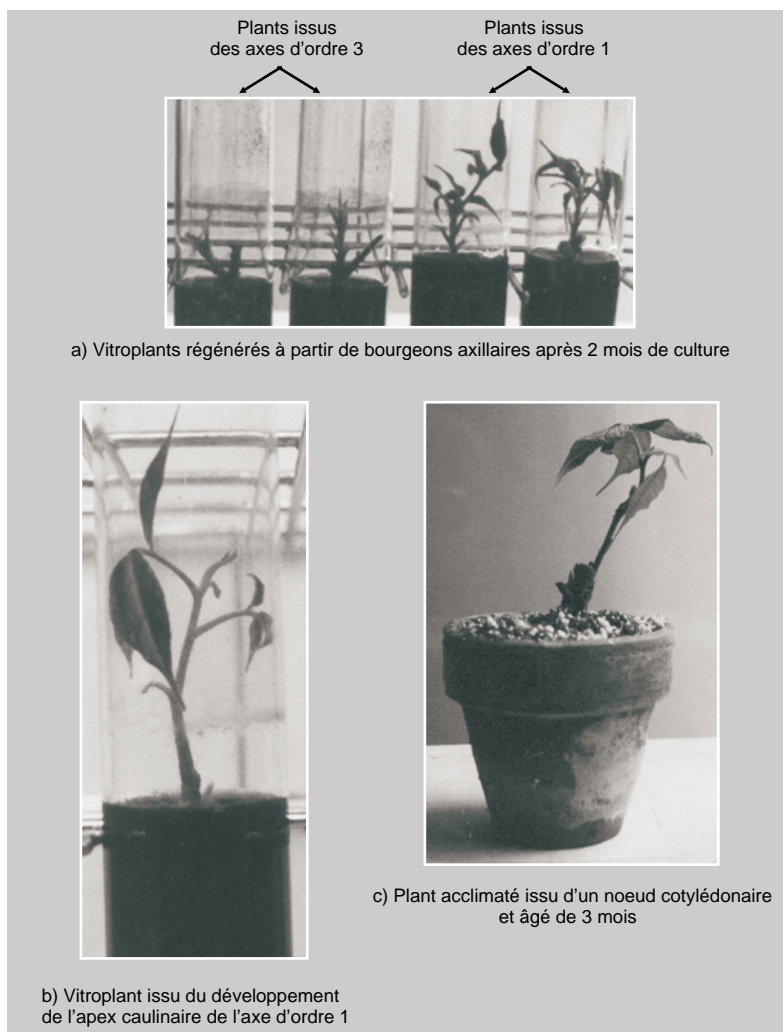 Plants issus
des axes d'ordre 3
Plants issus
des axes d'ordre 1
a) Vitroplants régénérés à partir de bourgeons axillaires après 2 mois de culture
c) Plant acclimaté issu d'un noeud cotylédonaire
et âgé de 3 mois
b) Vitroplant issu du développement
de l'apex caulinaire de l'axe d'ordre 1